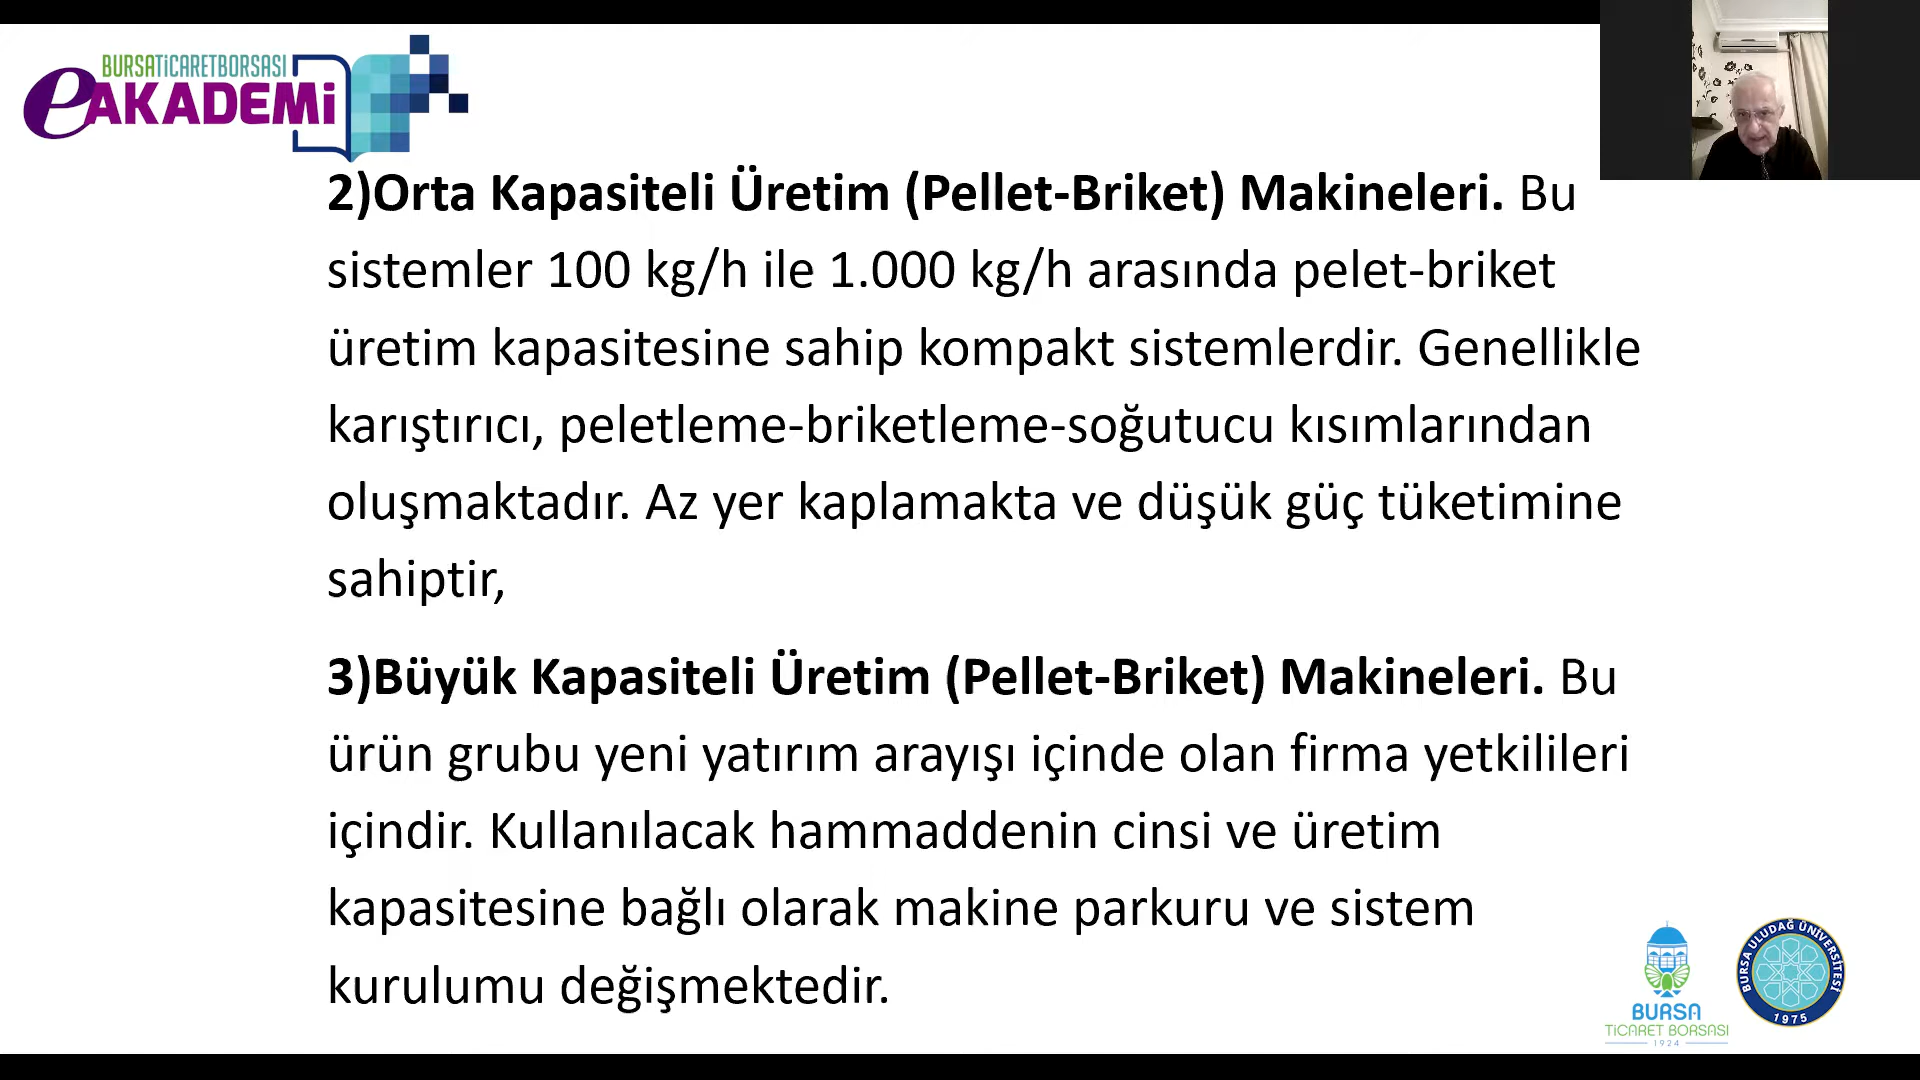 BURSATİCARETBORSASI
eAKADEMİ
2)Orta Kapasiteli Üretim (Pellet-Briket) Makineleri. Bu
sistemler 100 kg/h ile 1.000 kg/h arasında pelet-briket
üretim kapasitesine sahip kompakt sistemlerdir. Genellikle
karıştırıcı, peletleme-briketleme-soğutucu kısımlarından
oluşmaktadır. Az yer kaplamakta ve düşük güç tüketimine
sahiptir,
3)Büyük Kapasiteli Üretim (Pellet-Briket) Makineleri. Bu
ürün grubu yeni yatırım arayışı içinde olan firma yetkilileri
içindir. Kullanılacak hammaddenin cinsi ve üretim
kapasitesine bağlı olarak makine parkuru ve sistem
kurulumu değişmektedir.
BURSA
TİCARET BORSASI
1924
BURSA ULUDAĞ ÜNİVERSİTESİ
1975